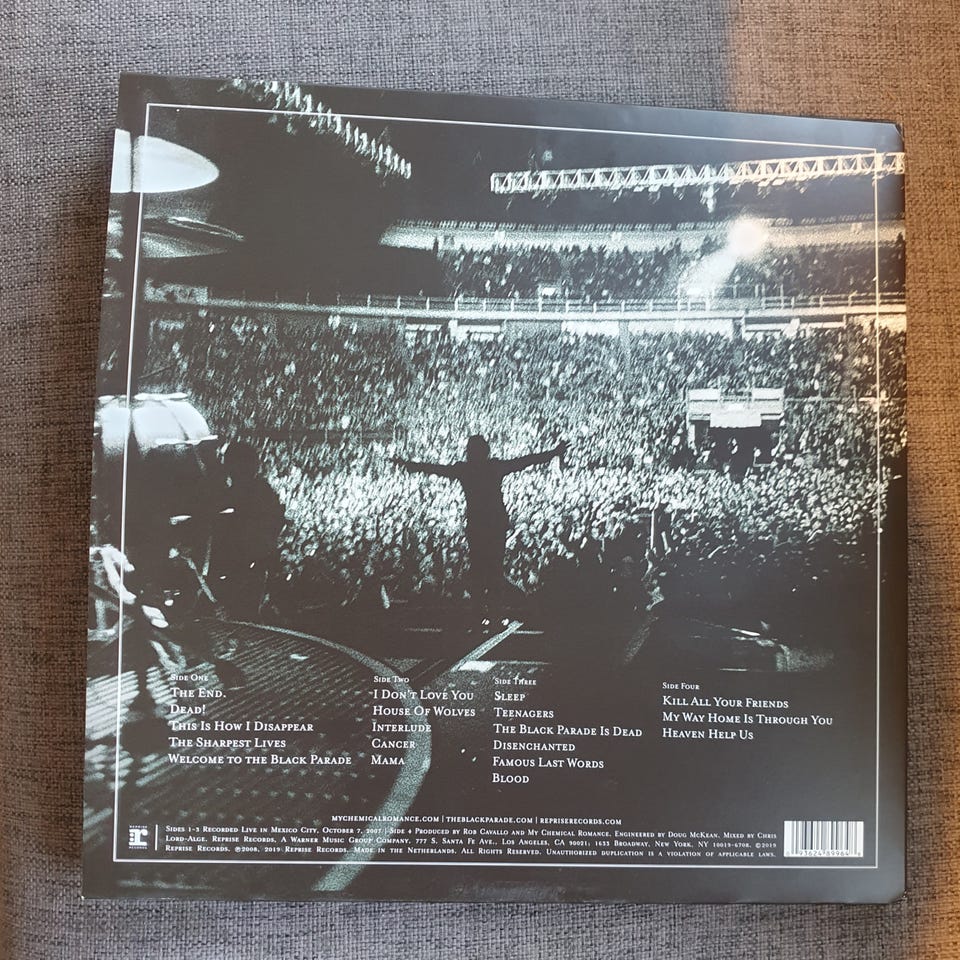 Side One
The End.
Dead!
This Is How I Disappear
The Sharpest Lives
Welcome to the Black Parade
Side Two
I Don't Love You
House Of Wolves
Interlude
Cancer
Mama
Side Three
Sleep
Teenagers
The Black Parade Is Dead
Disenchanted
Famous Last Words
Blood
Side Four
Kill All Your Friends
My Way Home Is Through You
Heaven Help Us
mychemicalromance.com | theblackparade.com | repriserecords.com
Sides 1-3 Recorded Live in Mexico City, October 7, 2007. Side 4 Produced by Rob Cavallo and My Chemical Romance. Engineered by Doug McKean. Mixed by Chris
Lord-Alge. Reprise Records, A Warner Music Group Company, 777 S. Santa Fe Ave., Los Angeles, CA 90021; 1633 Broadway, New York, NY 10019-6708. ©2019
Reprise Records. ℗2008, 2019 Reprise Records. Made in the Netherlands. All Rights Reserved. Unauthorized duplication is a violation of applicable laws.
r
Reprise
Records
93624 89964